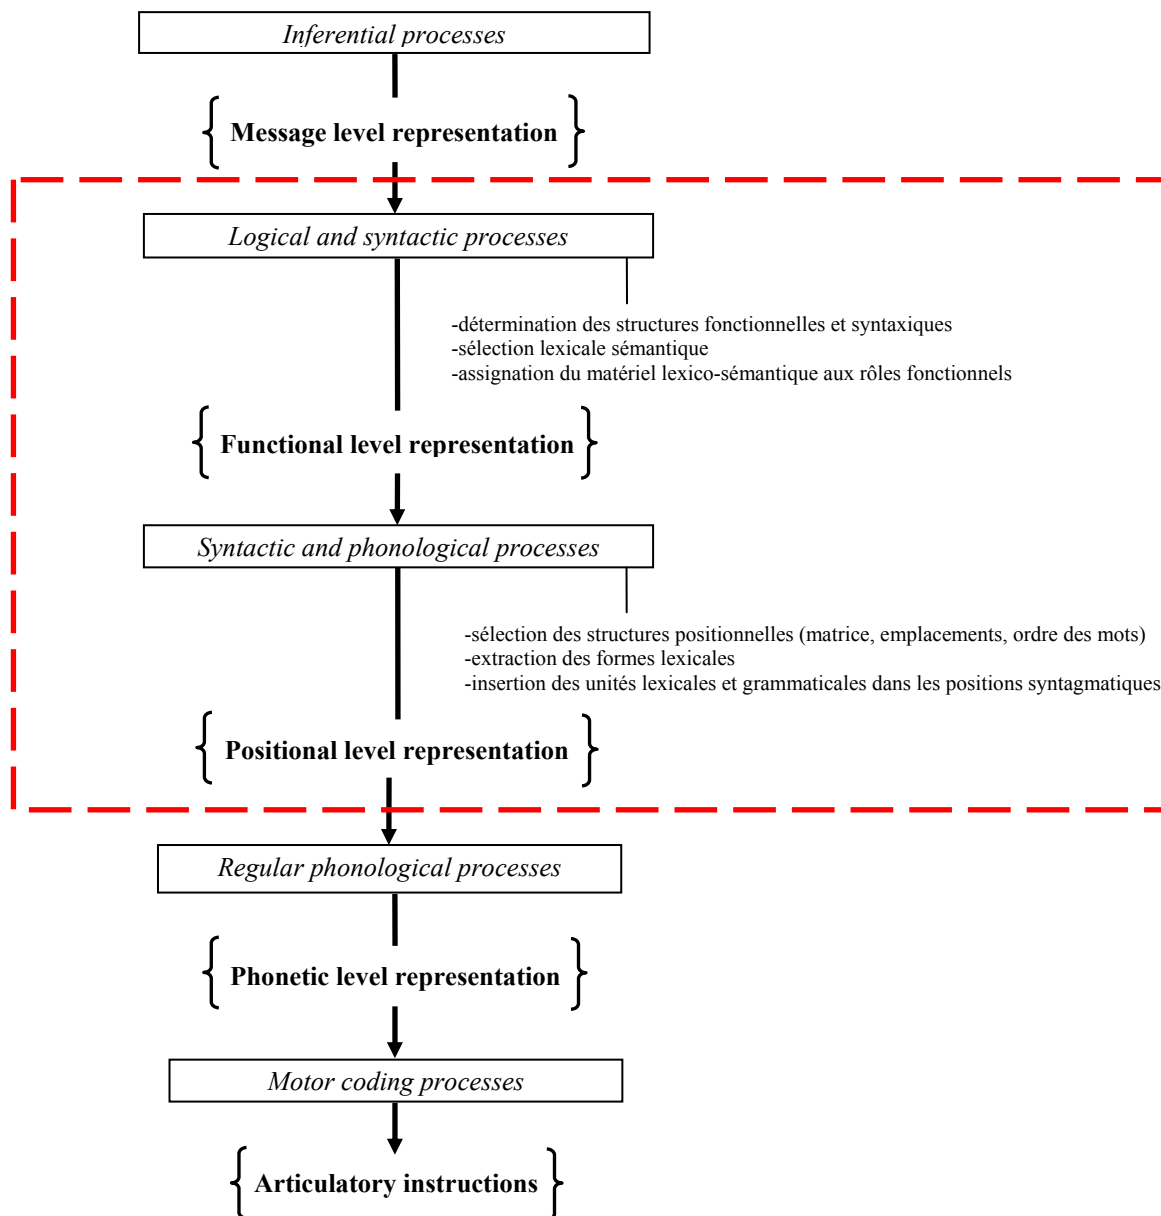 Inferential processes
Message level representation
Logical and syntactic processes
-détermination des structures fonctionnelles et syntaxiques
-sélection lexicale sémantique
-assignation du matériel lexico-sémantique aux rôles fonctionnels
Functional level representation
Syntactic and phonological processes
-sélection des structures positionnelles (matrice, emplacements, ordre des mots)
-extraction des formes lexicales
-insertion des unités lexicales et grammaticales dans les positions syntagmatiques
Positional level representation
Regular phonological processes
Phonetic level representation
Motor coding processes
Articulatory instructions